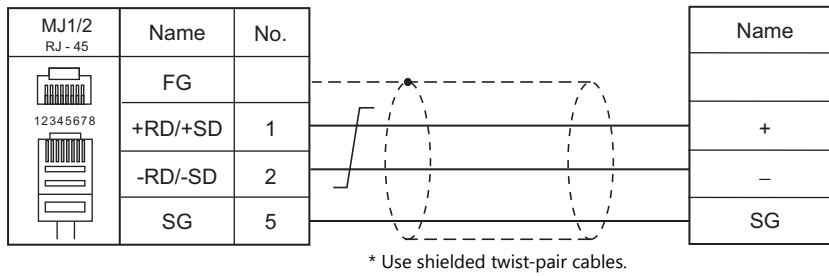 MJ1/2 Name No.
RJ - 45
FG
12345678
+RD/+SD 1
-RD/-SD 2
SG 5
Name
+
–
SG
* Use shielded twist-pair cables.